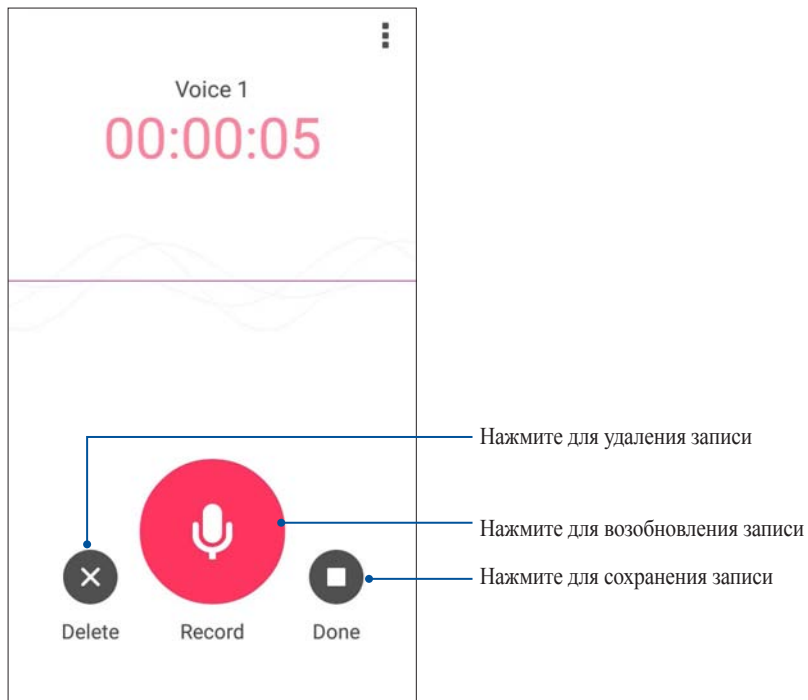 Voice 1
00:00:05
Нажмите для удаления записи
Нажмите для возобновления записи
Нажмите для сохранения записи
Delete Record Done